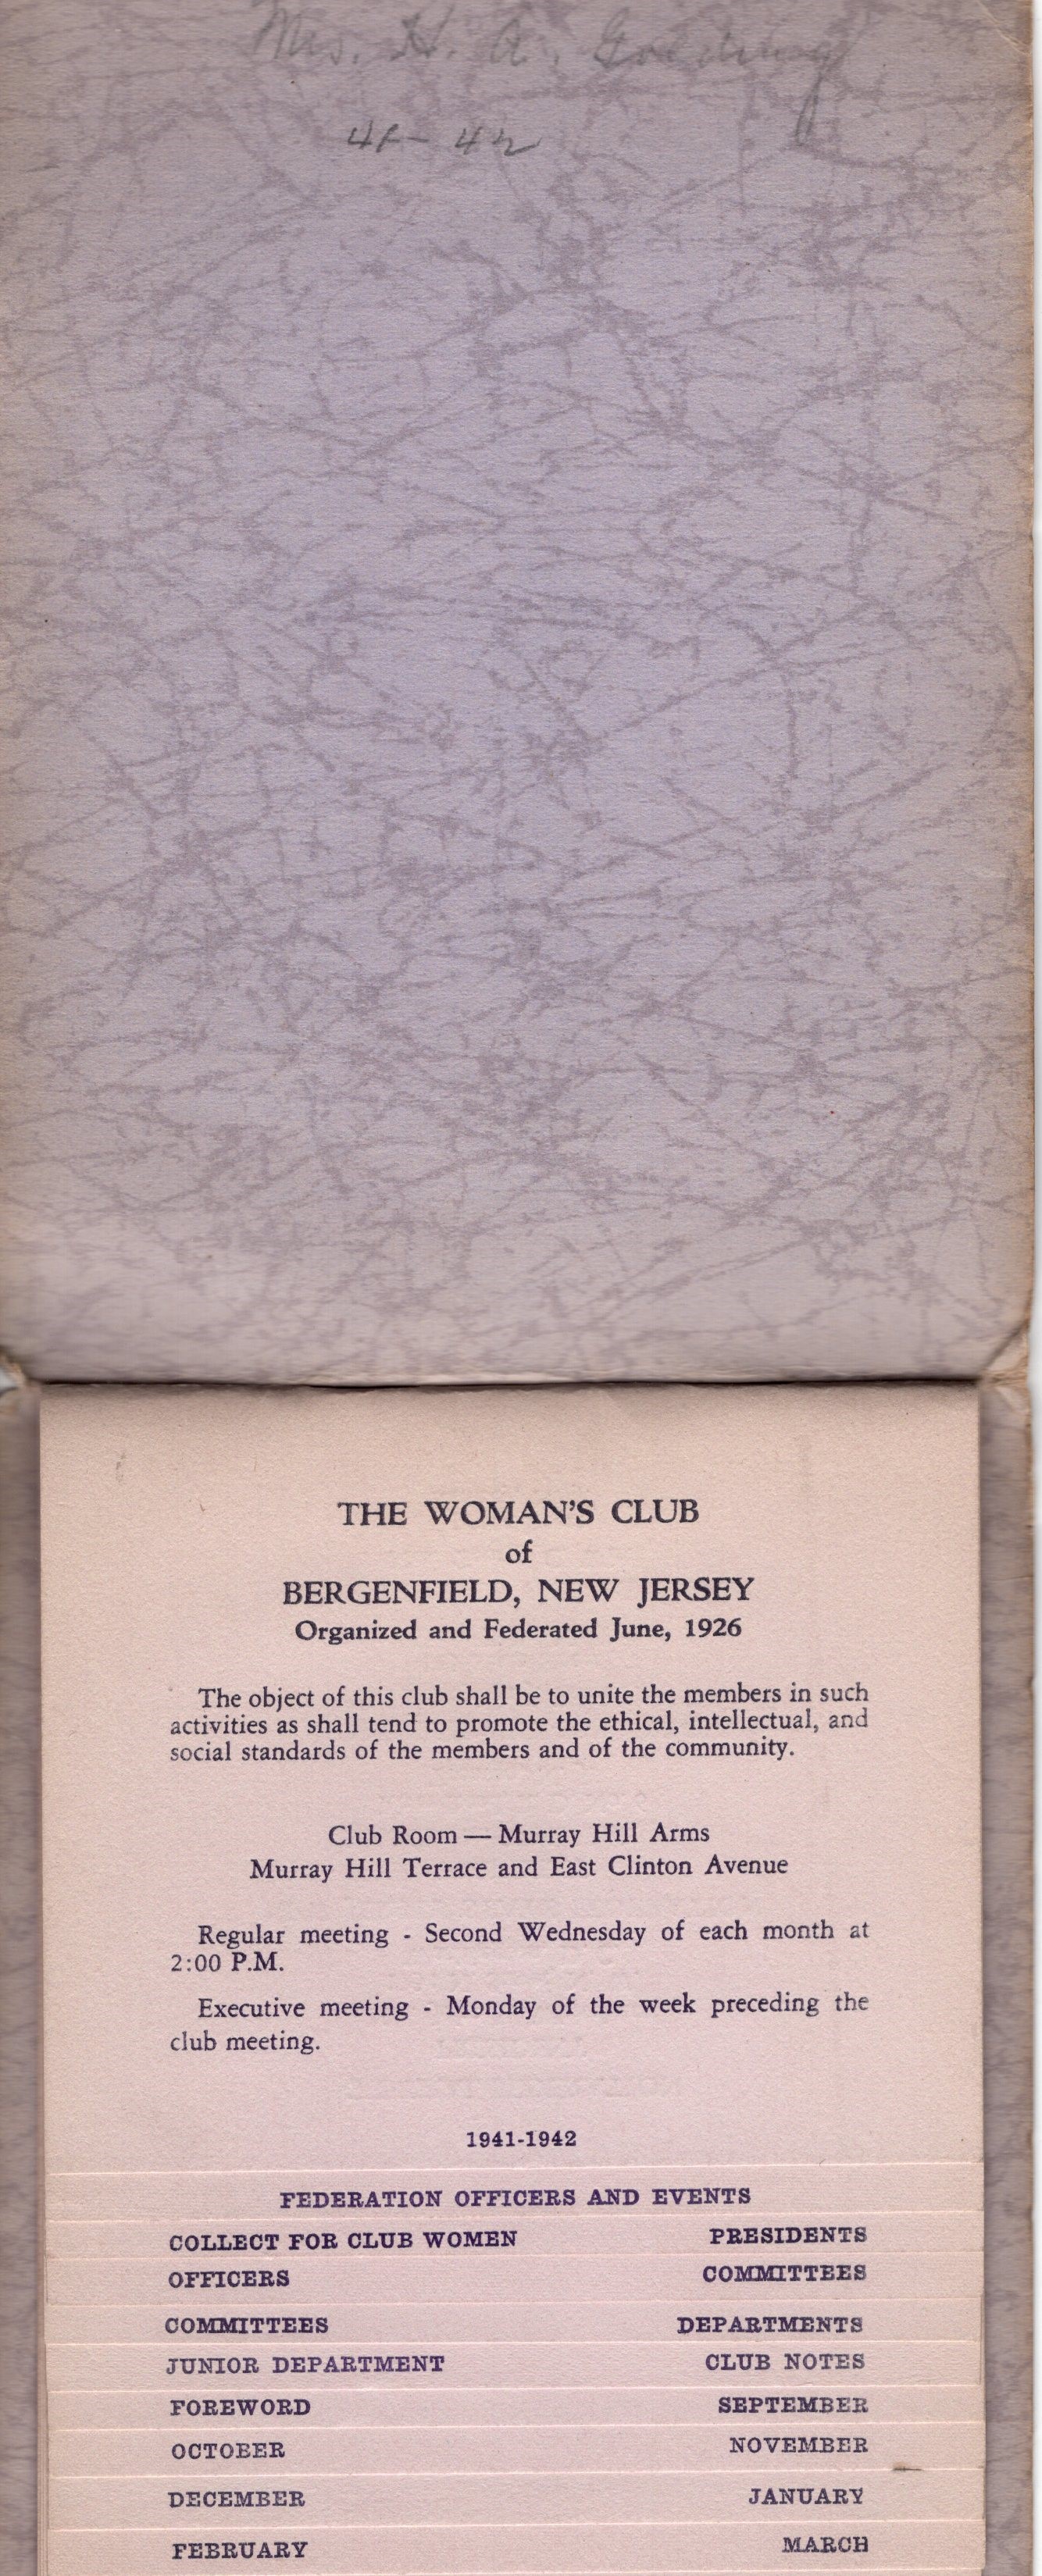 Mrs. H. A.
41-42
THE WOMAN'S CLUB
of
BERGENFIELD, NEW JERSEY
Organized and Federated June, 1926
The object of this club shall be to unite the members in such
activities as shall tend to promote the ethical, intellectual, and
social standards of the members and of the community.
Club Room — Murray Hill Arms
Murray Hill Terrace and East Clinton Avenue
Regular meeting - Second Wednesday of each month at
2:00 P.M.
Executive meeting - Monday of the week preceding the
club meeting.
1941-1942
FEDERATION OFFICERS AND EVENTS
COLLECT FOR CLUB WOMEN PRESIDENTS
OFFICERS COMMITTEES
COMMITTEES DEPARTMENTS
JUNIOR DEPARTMENT CLUB NOTES
FOREWORD SEPTEMBER
OCTOBER NOVEMBER
DECEMBER JANUARY
FEBRUARY MARCH